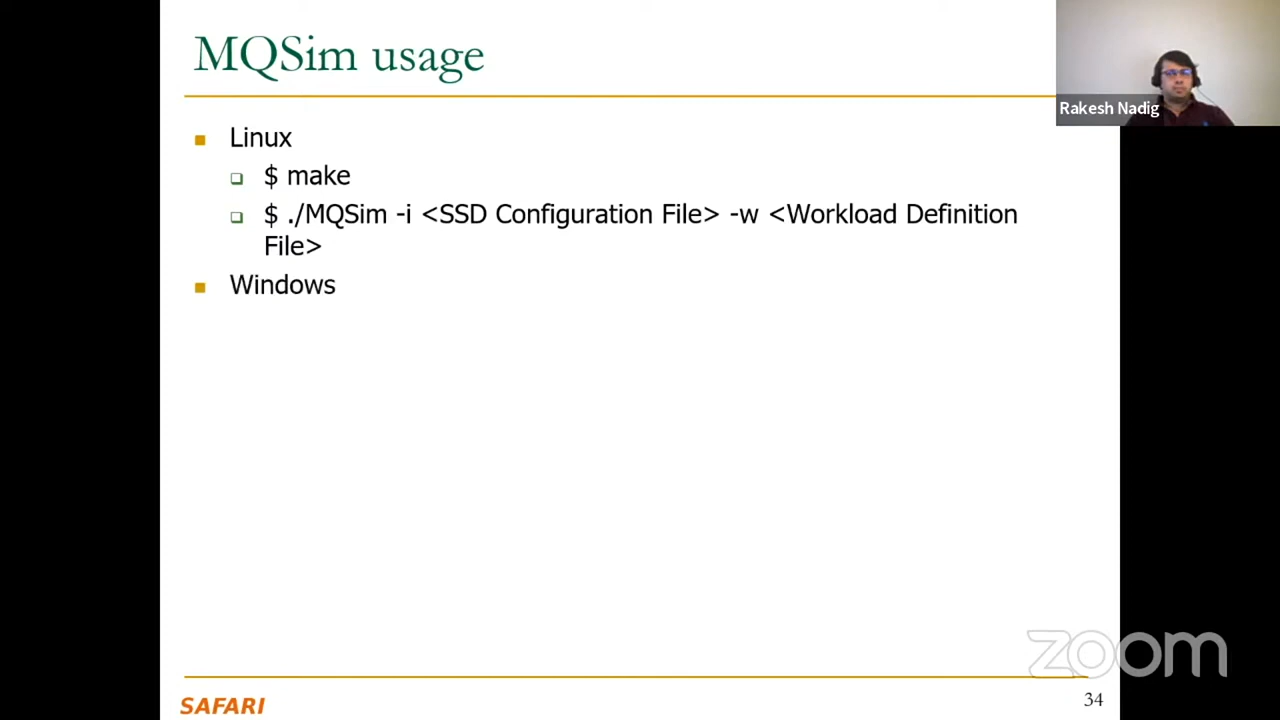 MQSim usage
Rakesh Nadig
Linux
$ make
$ ./MQSim -i <SSD Configuration File> -w <Workload Definition
File>
Windows
zoom
SAFARI
34